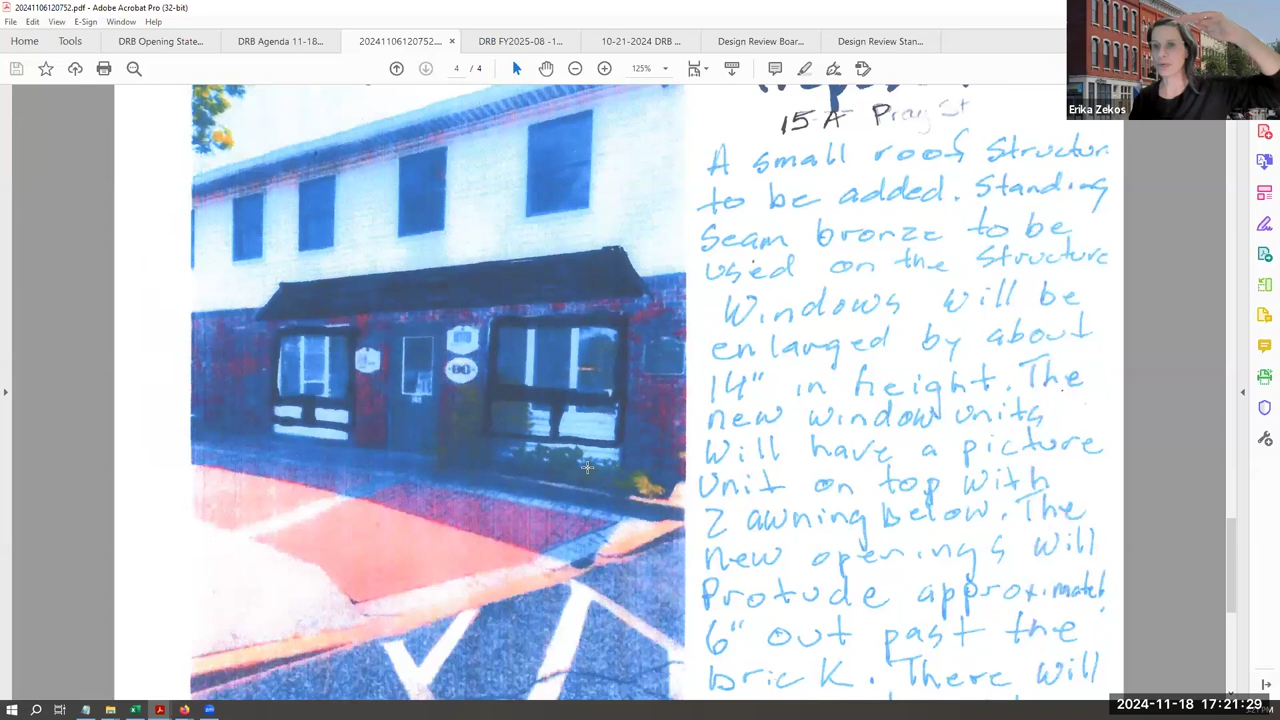 20241106120752.pdf - Adobe Acrobat Pro (32-bit)
File Edit View E-Sign Window Help
Home Tools DRB Opening State... DRB Agenda 11-18... 20241106120752.... × DRB FY2025-08 -1... 10-21-2024 DRB ... Design Review Boar... Design Review Stan...
4 / 4 125%
Erika Zekos
15-A Pray St
A small roof structur
to be added. Standing
Seam bronze to be
used on the structure
Windows will be
enlarged by about
14" in height. The
new window units
will have a picture
unit on top with
2 awning below. The
new openings will
Protude approximatel
6" out past the
brick. There will
2024-11-18 17:21:29